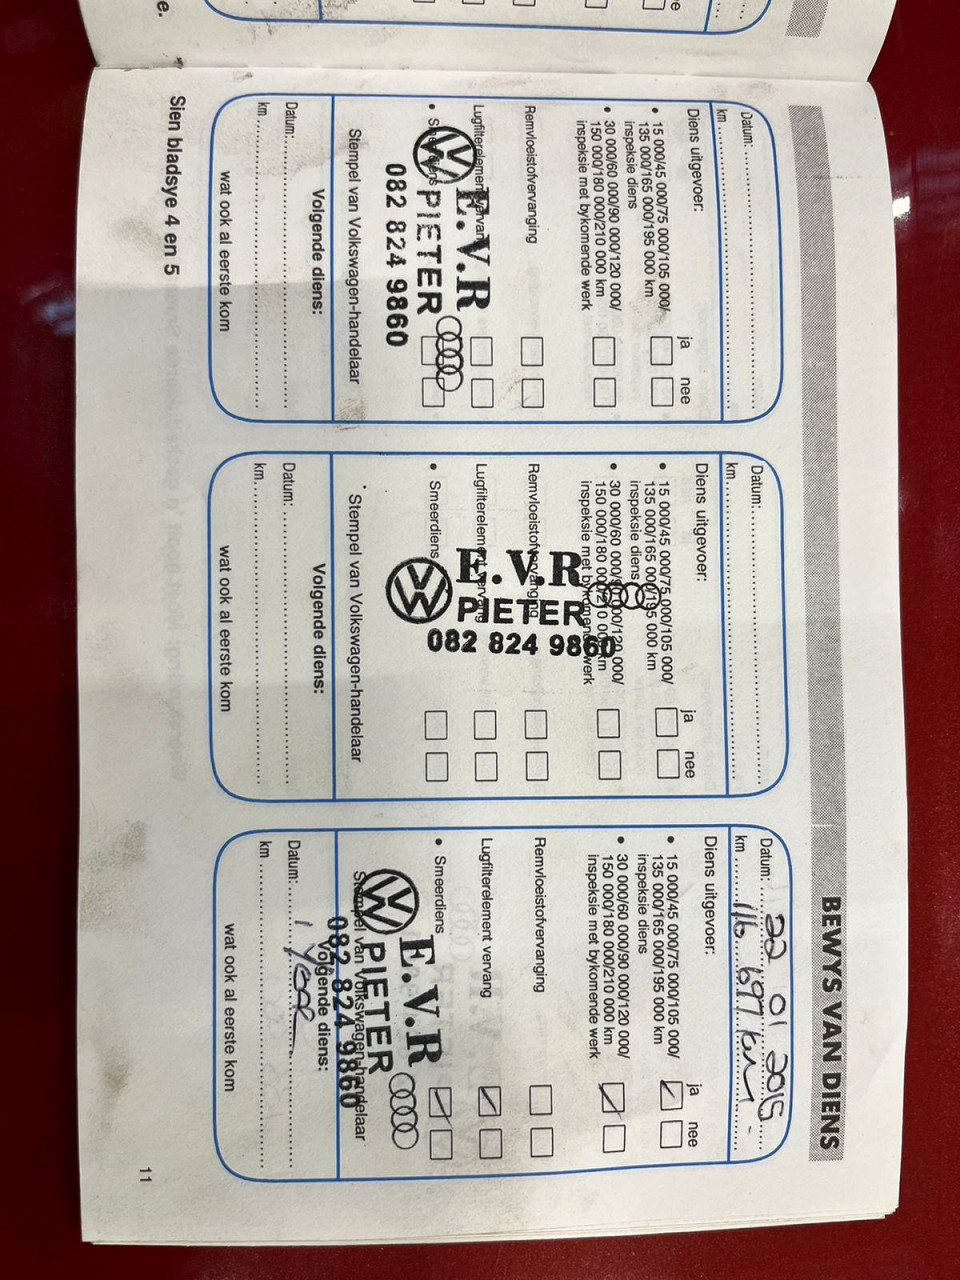 BEWYS VAN DIENS
Datum:
km
Diens uitgevoer:
ja nee
• 15 000/45 000/75 000/105 000/
135 000/165 000/195 000 km
inspeksie diens
• 30 000/60 000/90 000/120 000/
150 000/180 000/210 000 km
inspeksie met bykomende werk
Remvloeistofvervanging
Lugfilterelement vervang
• Smeerdiens
E.V.R
PIETER
082 824 9860
Stempel van Volkswagen-handelaar
Volgende diens:
Datum:
km
wat ook al eerste kom
Datum:
km
Diens uitgevoer:
ja nee
• 15 000/45 000/75 000/105 000/
135 000/165 000/195 000 km
inspeksie diens
• 30 000/60 000/90 000/120 000/
150 000/180 000/210 000 km
inspeksie met bykomende werk
Remvloeistofvervanging
Lugfilterelement vervang
• Smeerdiens
E.V.R
PIETER
082 824 9860
Stempel van Volkswagen-handelaar
Volgende diens:
Datum:
km
wat ook al eerste kom
Datum: 22 01 2015
km 116 697 km
Diens uitgevoer:
ja nee
• 15 000/45 000/75 000/105 000/
135 000/165 000/195 000 km
inspeksie diens
• 30 000/60 000/90 000/120 000/
150 000/180 000/210 000 km
inspeksie met bykomende werk
Remvloeistofvervanging
Lugfilterelement vervang
• Smeerdiens
E.V.R
PIETER
082 824 9860
Stempel van Volkswagen-handelaar
Volgende diens:
Datum: 1 Year
km
wat ook al eerste kom
Sien bladsye 4 en 5
11